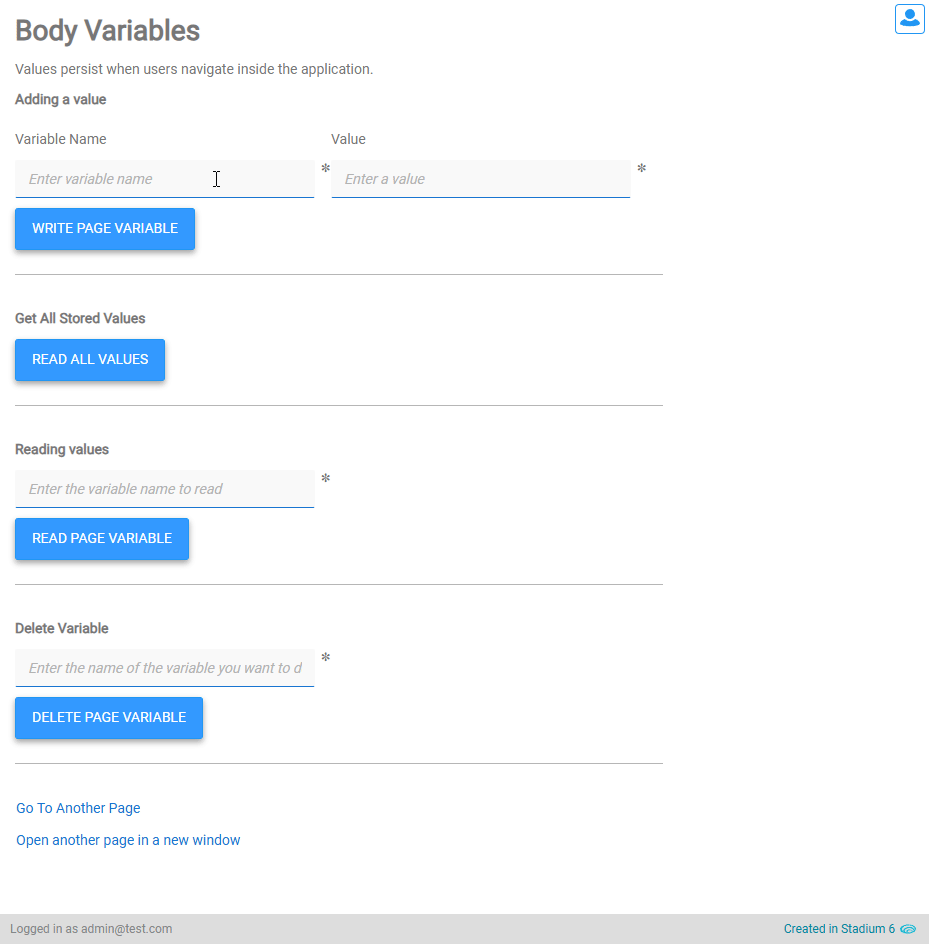 Body Variables
Values persist when users navigate inside the application.
Adding a value
Variable Name Value
Enter variable name * Enter a value *
WRITE PAGE VARIABLE
Get All Stored Values
READ ALL VALUES
Reading values
Enter the variable name to read *
READ PAGE VARIABLE
Delete Variable
Enter the name of the variable you want to d *
DELETE PAGE VARIABLE
Go To Another Page
Open another page in a new window
Logged in as admin@test.com Created in Stadium 6